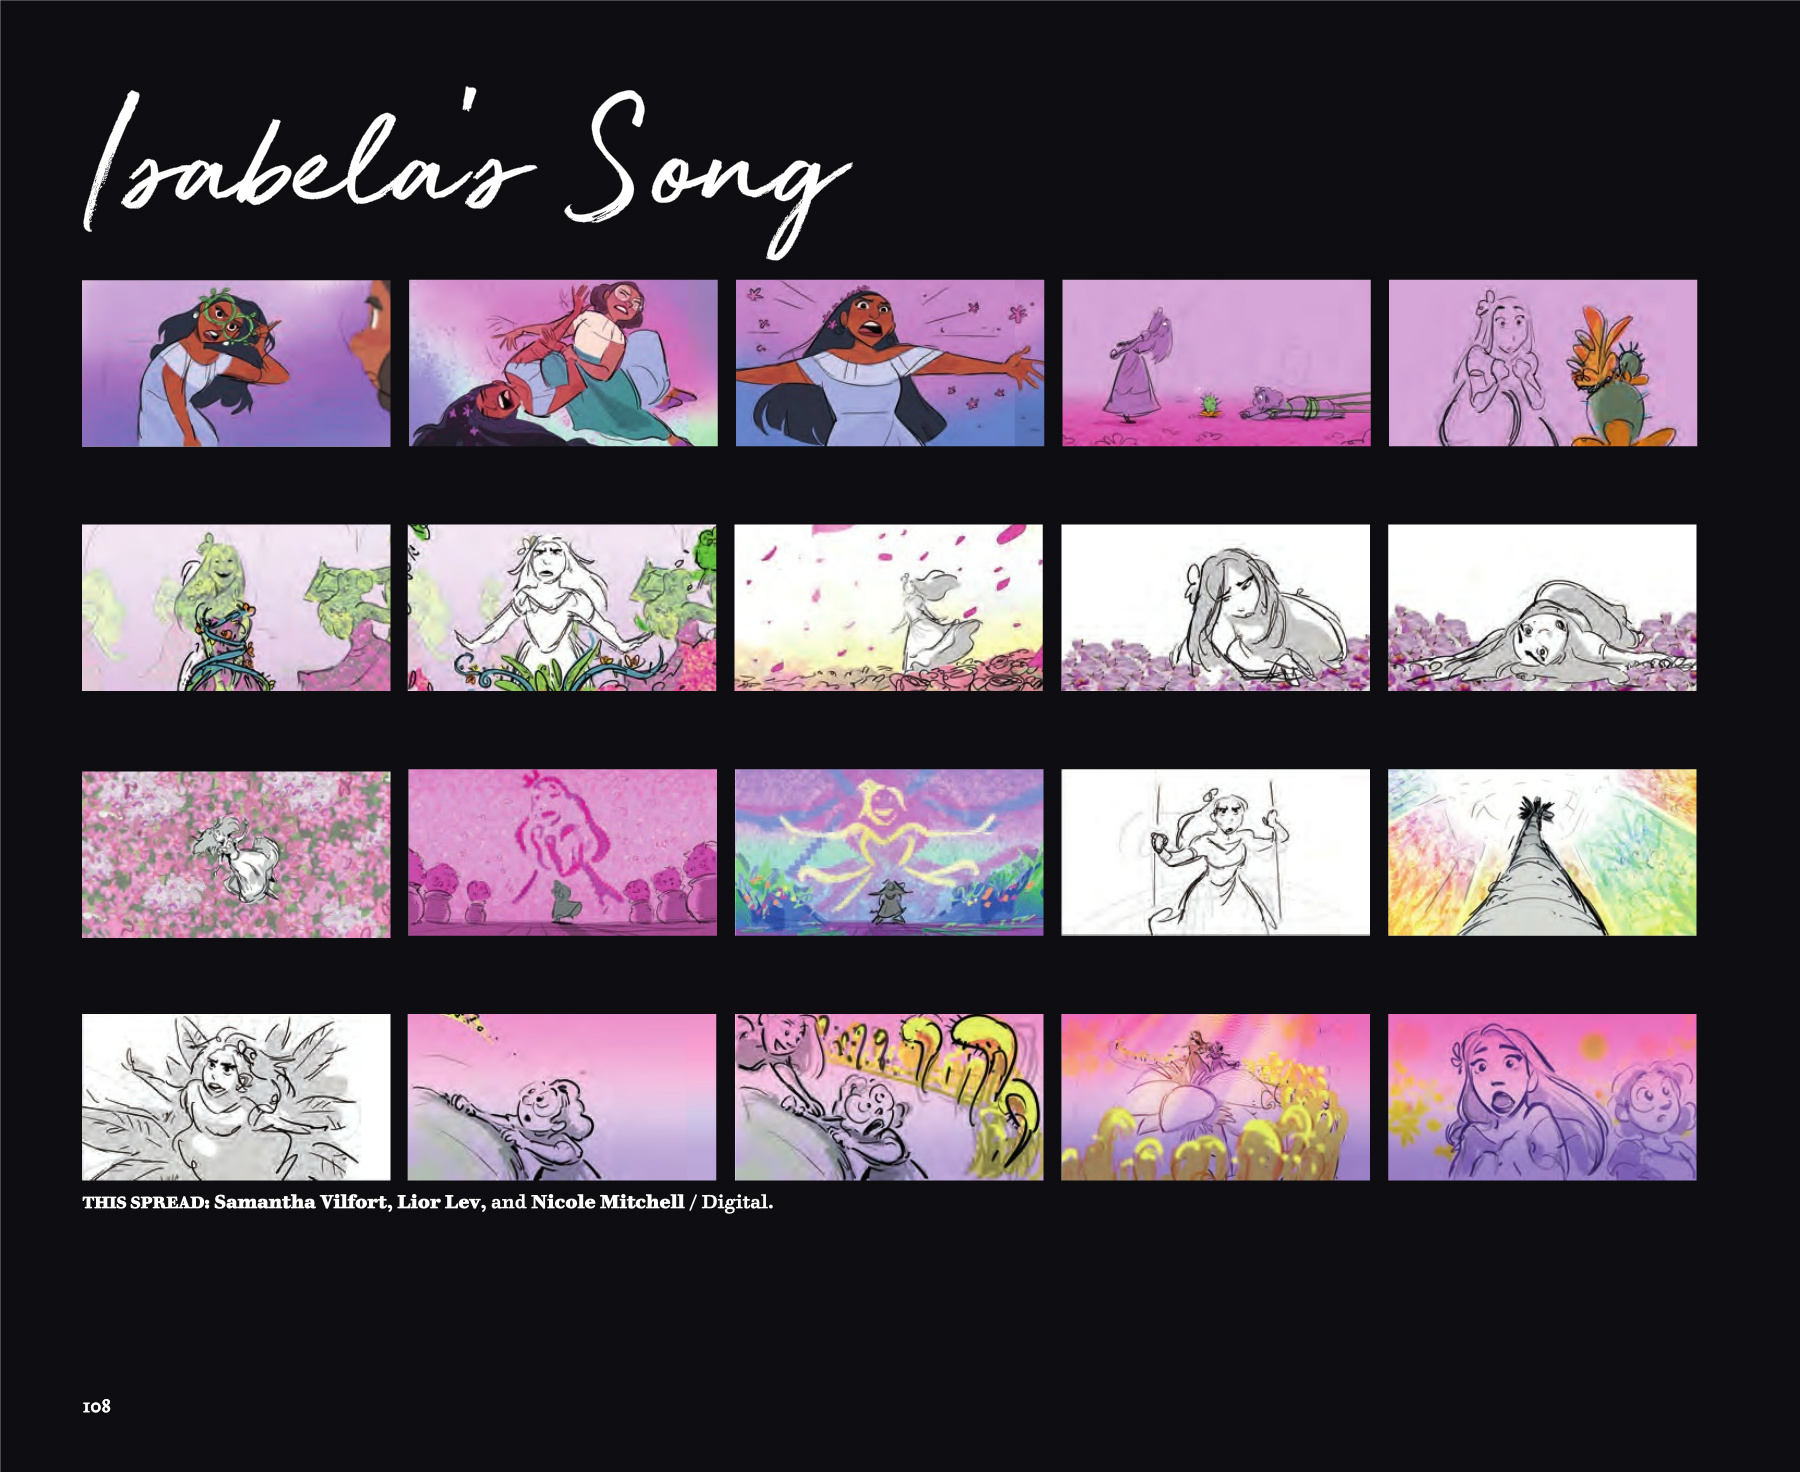 Isabela's Song
THIS SPREAD: Samantha Vilfort, Lior Lev, and Nicole Mitchell / Digital.
108